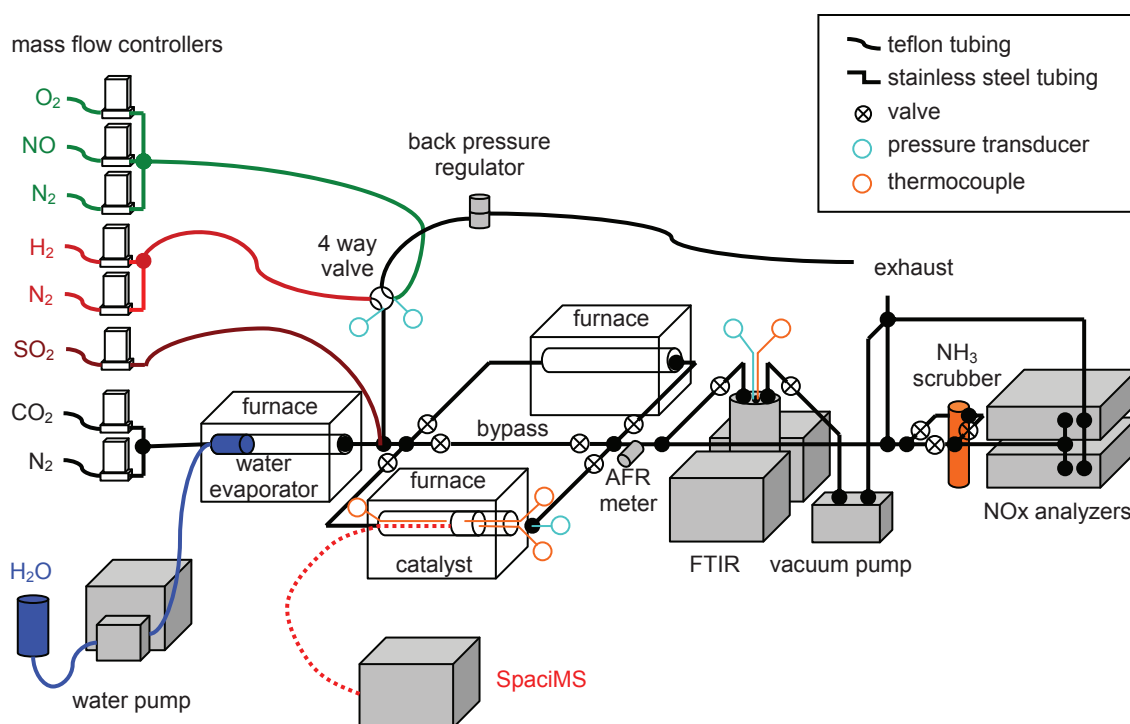 mass flow controllers
O₂
NO
N₂
H₂
N₂
SO₂
CO₂
N₂
H₂O
water pump
furnace
water
evaporator
4 way
valve
back pressure
regulator
bypass
furnace
furnace
catalyst
SpaciMS
AFR
meter
FTIR
vacuum pump
exhaust
NH₃
scrubber
NOx analyzers
teflon tubing
stainless steel tubing
valve
pressure transducer
thermocouple